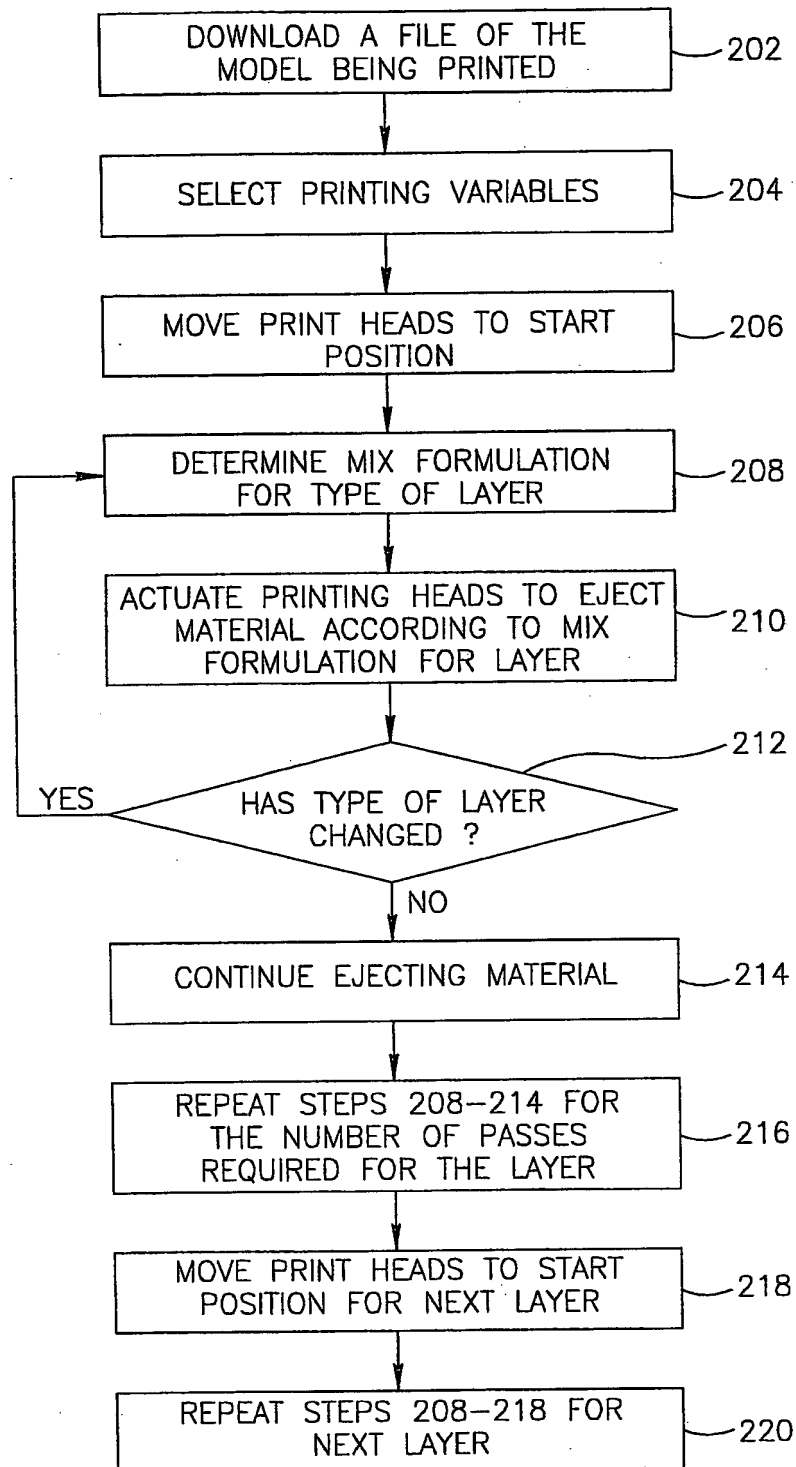 DOWNLOAD A FILE OF THE
MODEL BEING PRINTED
202
SELECT PRINTING VARIABLES
204
MOVE PRINT HEADS TO START
POSITION
206
DETERMINE MIX FORMULATION
FOR TYPE OF LAYER
208
ACTUATE PRINTING HEADS TO EJECT
MATERIAL ACCORDING TO MIX
FORMULATION FOR LAYER
210
212
YES
HAS TYPE OF LAYER
CHANGED ?
NO
CONTINUE EJECTING MATERIAL
214
REPEAT STEPS 208-214 FOR
THE NUMBER OF PASSES
REQUIRED FOR THE LAYER
216
MOVE PRINT HEADS TO START
POSITION FOR NEXT LAYER
218
REPEAT STEPS 208-218 FOR
NEXT LAYER
220